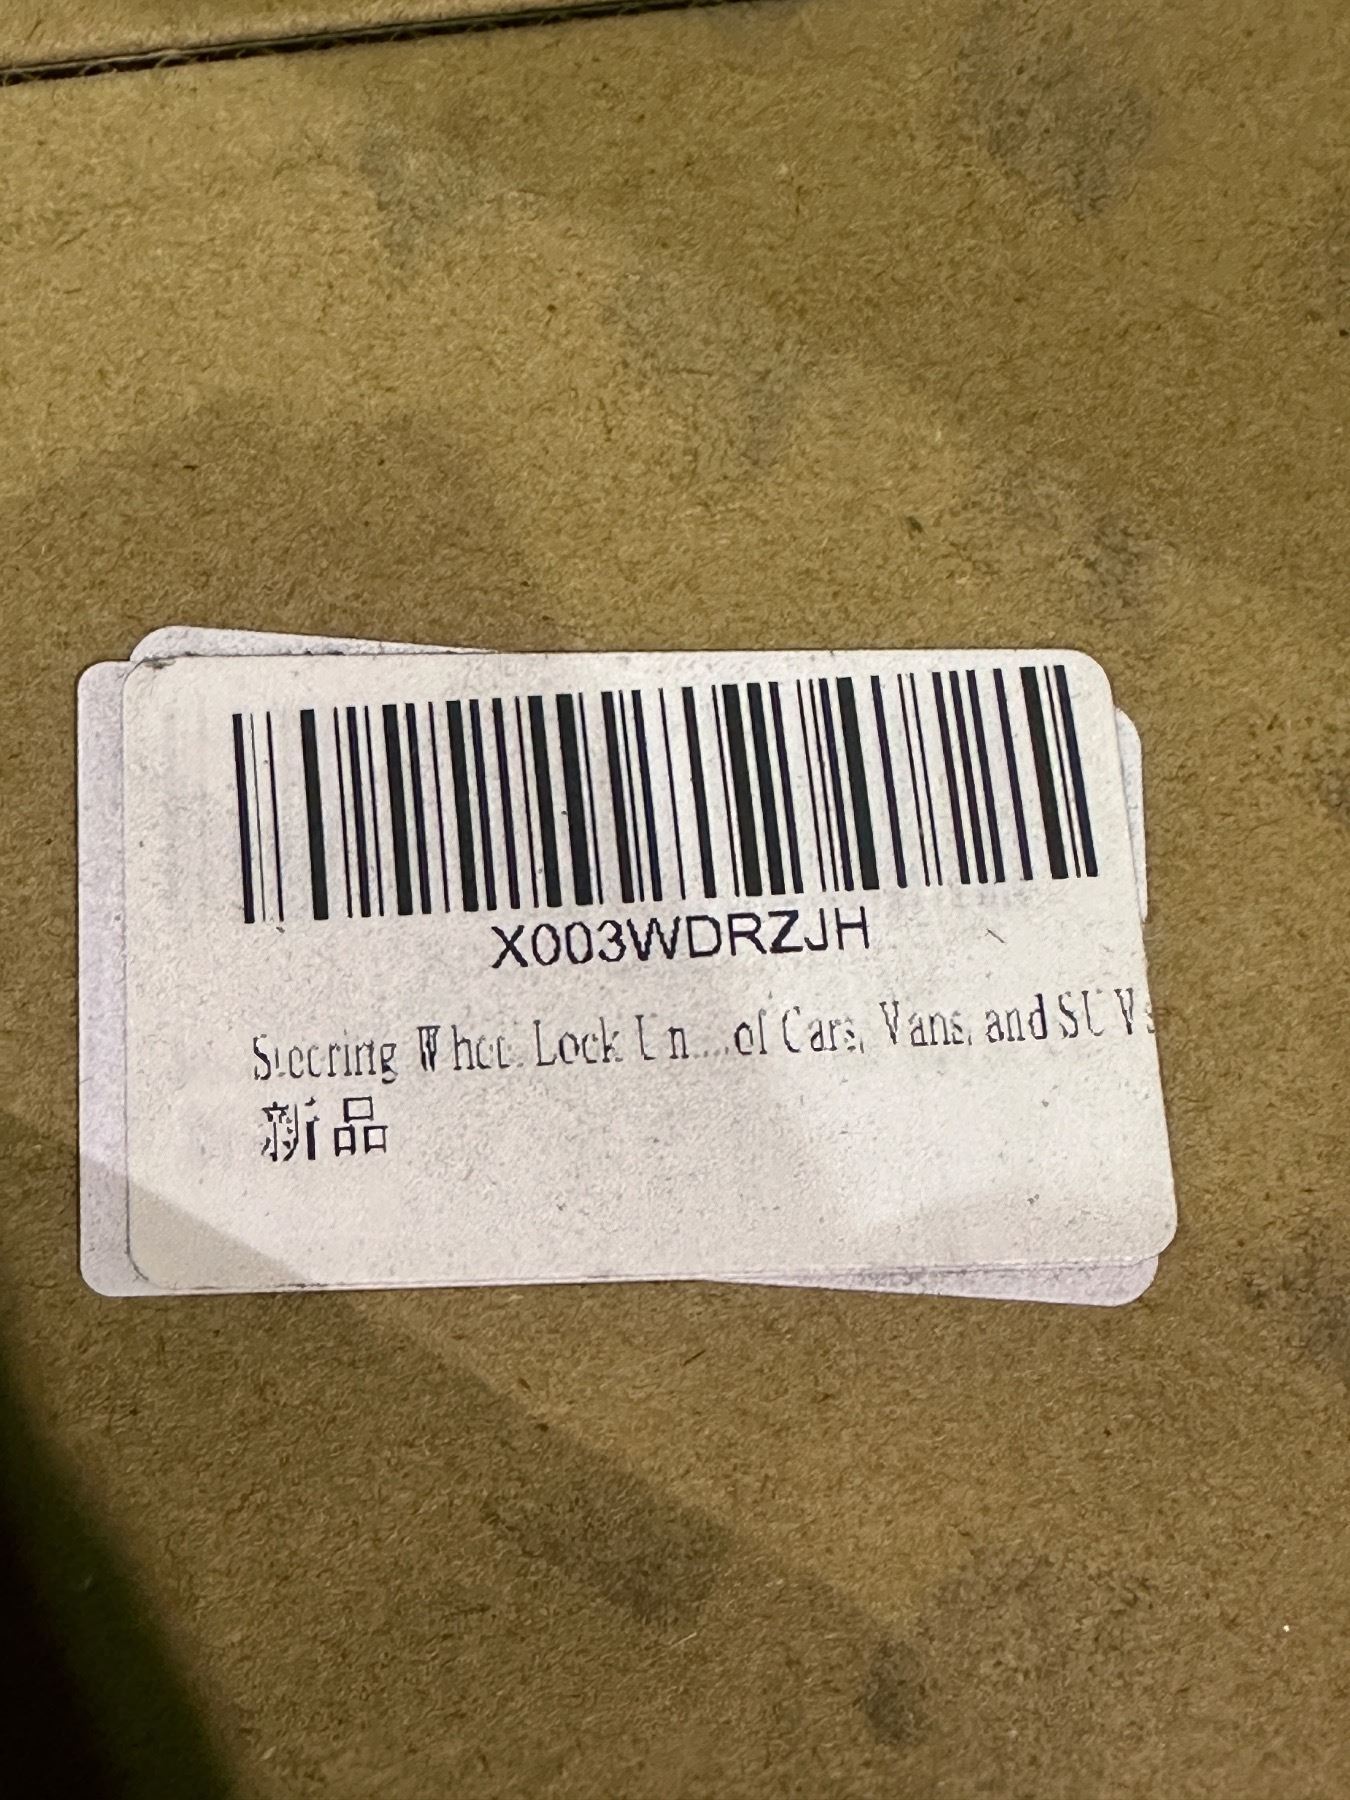 X003WDRZJH
Steering Wheel Lock Un...of Cars, Vans, and SUVs
新品